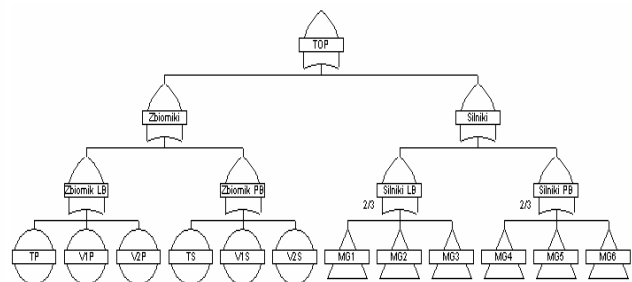 TOP
Zbiorniki
Silniki
Zbiornik LB
Zbiornik PB
Silniki LB
Silniki PB
2/3
2/3
TP
V1P
V2P
TS
V1S
V2S
MG1
MG2
MG3
MG4
MG5
MG6